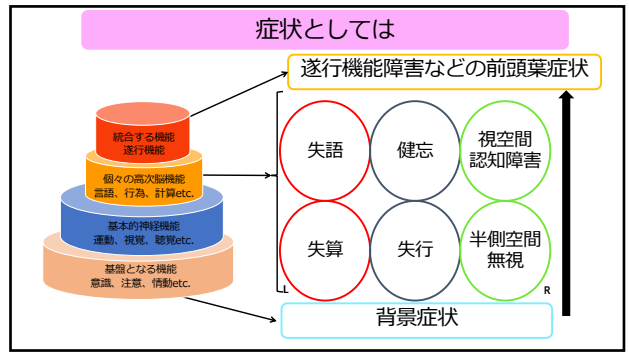 症状としては
遂行機能障害などの前頭葉症状
統合する機能
遂行機能
個々の高次脳機能
言語、行為、計算etc.
基本的神経機能
運動、視覚、聴覚etc.
基盤となる機能
意識、注意、情動etc.
失語
健忘
視空間
認知障害
失算
失行
半側空間
無視
L
R
背景症状